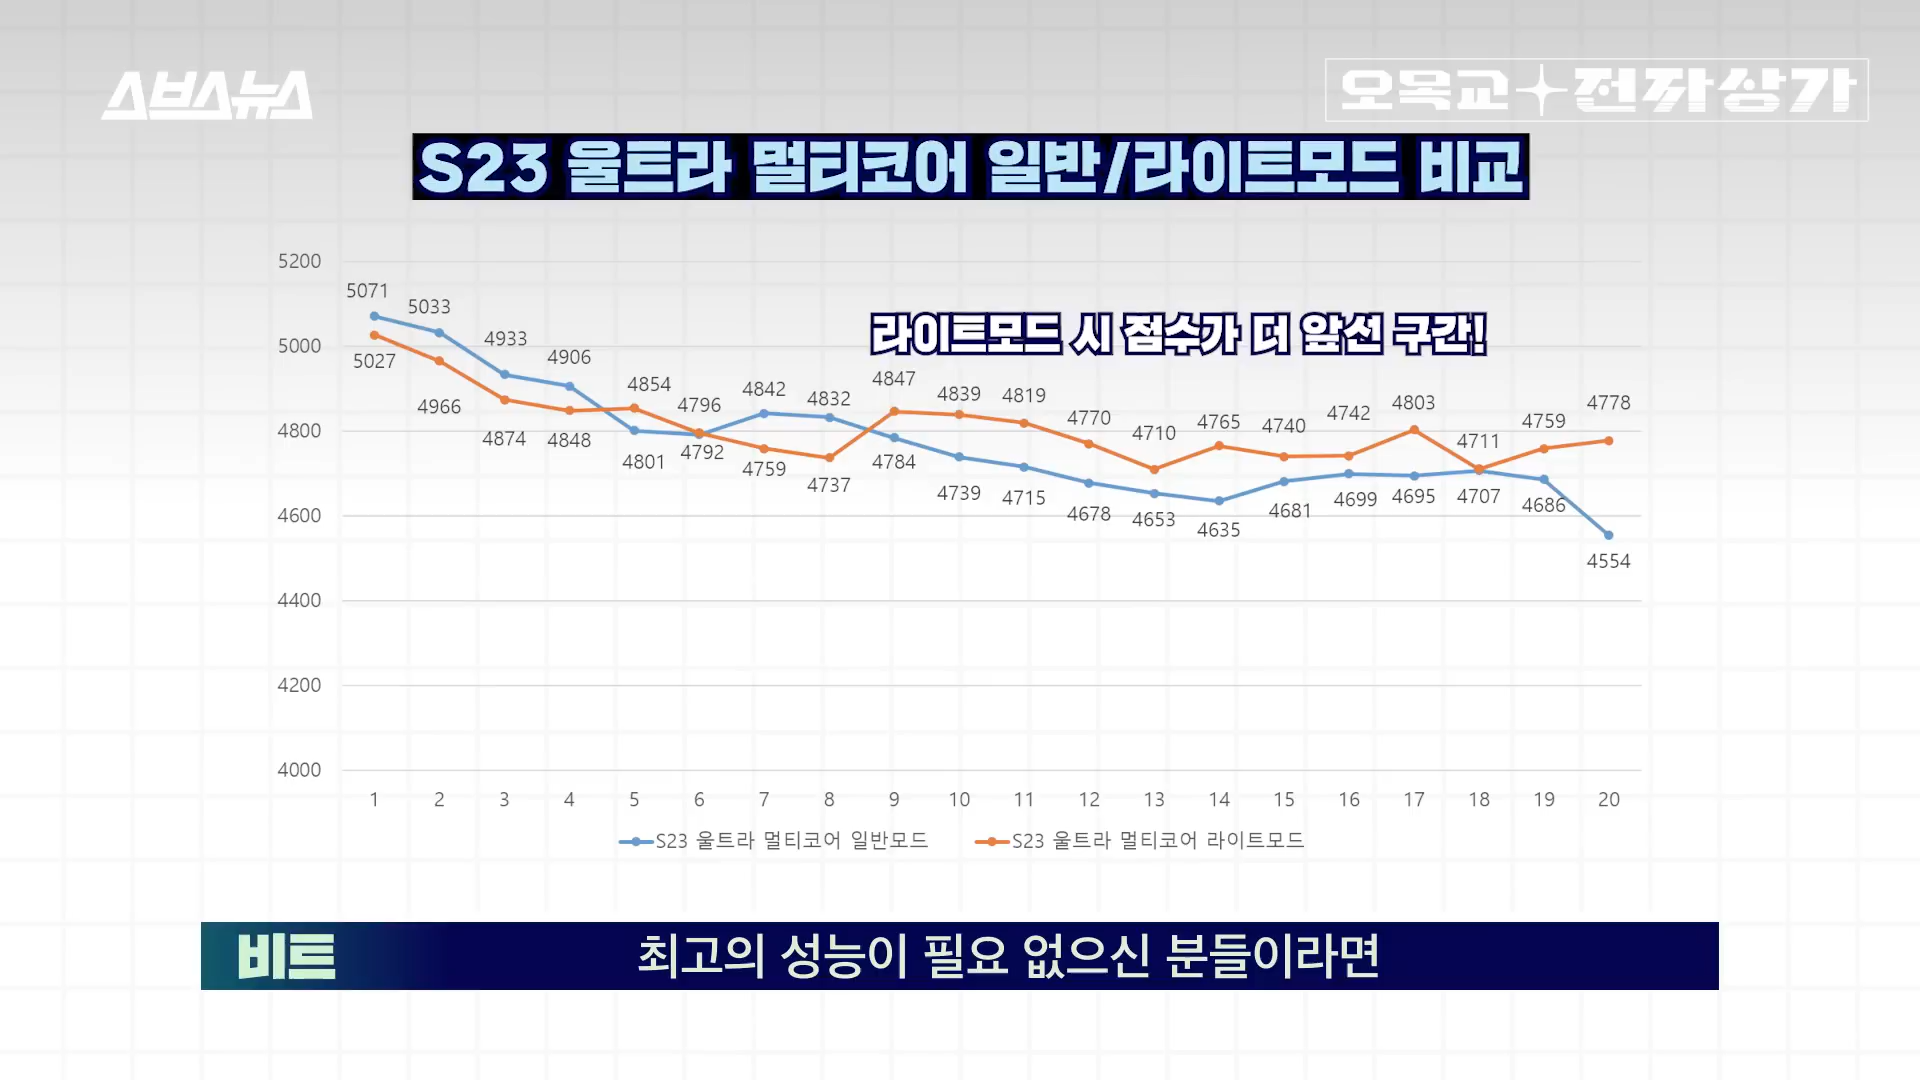 스브스뉴스
오목교 전자상가
S23 울트라 멀티코어 일반/라이트모드 비교
라이트모드 시 점수가 더 앞선 구간!
5200
5000
4800
4600
4400
4200
4000
5071 5033 4933 4906 4801 4792 4842 4832 4784 4739 4715 4678 4653 4635 4681 4699 4695 4707 4686 4554
5027 4966 4874 4848 4854 4796 4759 4737 4847 4839 4819 4770 4710 4765 4740 4742 4803 4711 4759 4778
1 2 3 4 5 6 7 8 9 10 11 12 13 14 15 16 17 18 19 20
S23 울트라 멀티코어 일반모드 S23 울트라 멀티코어 라이트모드
비트 최고의 성능이 필요 없으신 분들이라면